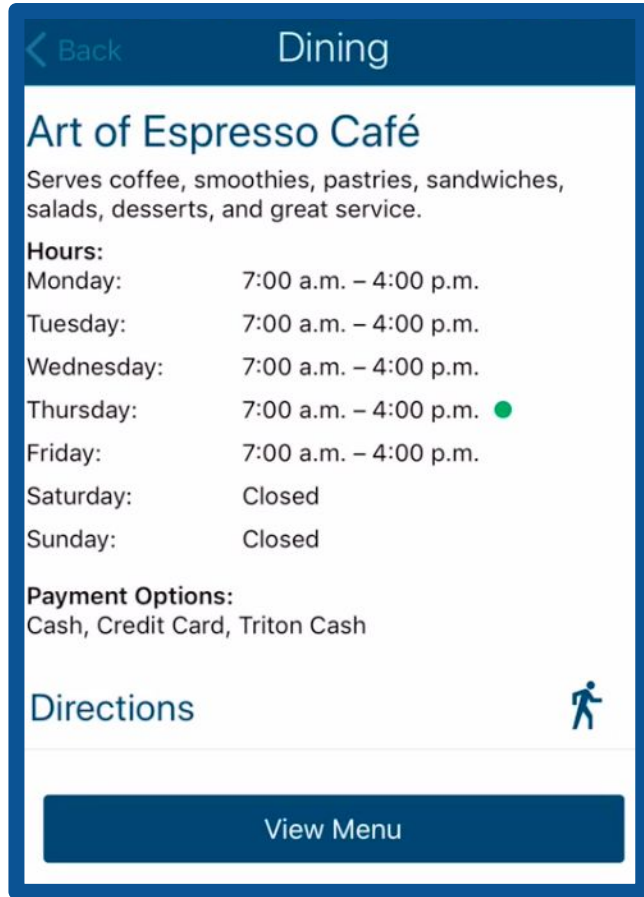 Back
Dining
Art of Espresso Café
Serves coffee, smoothies, pastries, sandwiches,
salads, desserts, and great service.
Hours:
Monday: 7:00 a.m. – 4:00 p.m.
Tuesday: 7:00 a.m. – 4:00 p.m.
Wednesday: 7:00 a.m. – 4:00 p.m.
Thursday: 7:00 a.m. – 4:00 p.m.
Friday: 7:00 a.m. – 4:00 p.m.
Saturday: Closed
Sunday: Closed
Payment Options:
Cash, Credit Card, Triton Cash
Directions
View Menu